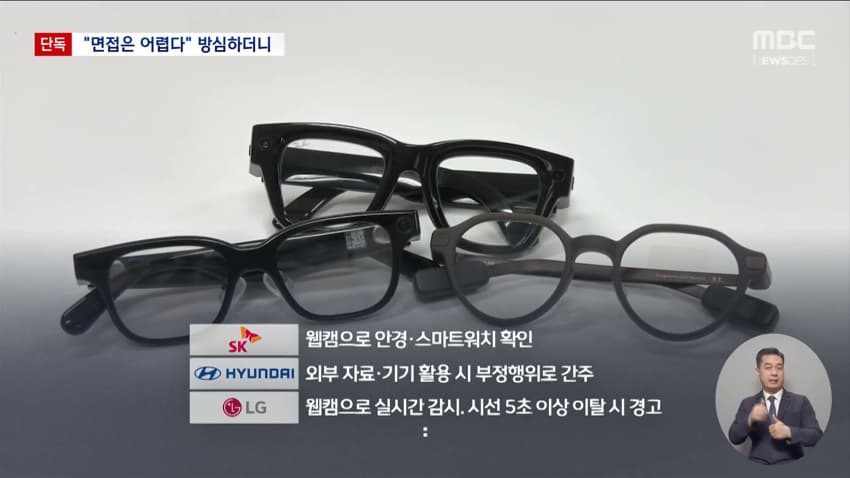 단독 "면접은 어렵다" 방심하더니
MBC
NEWSDESK
SK 웹캠으로 안경·스마트워치 확인
HYUNDAI 외부 자료·기기 활용 시 부정행위로 간주
LG 웹캠으로 실시간 감시. 시선 5초 이상 이탈 시 경고
: